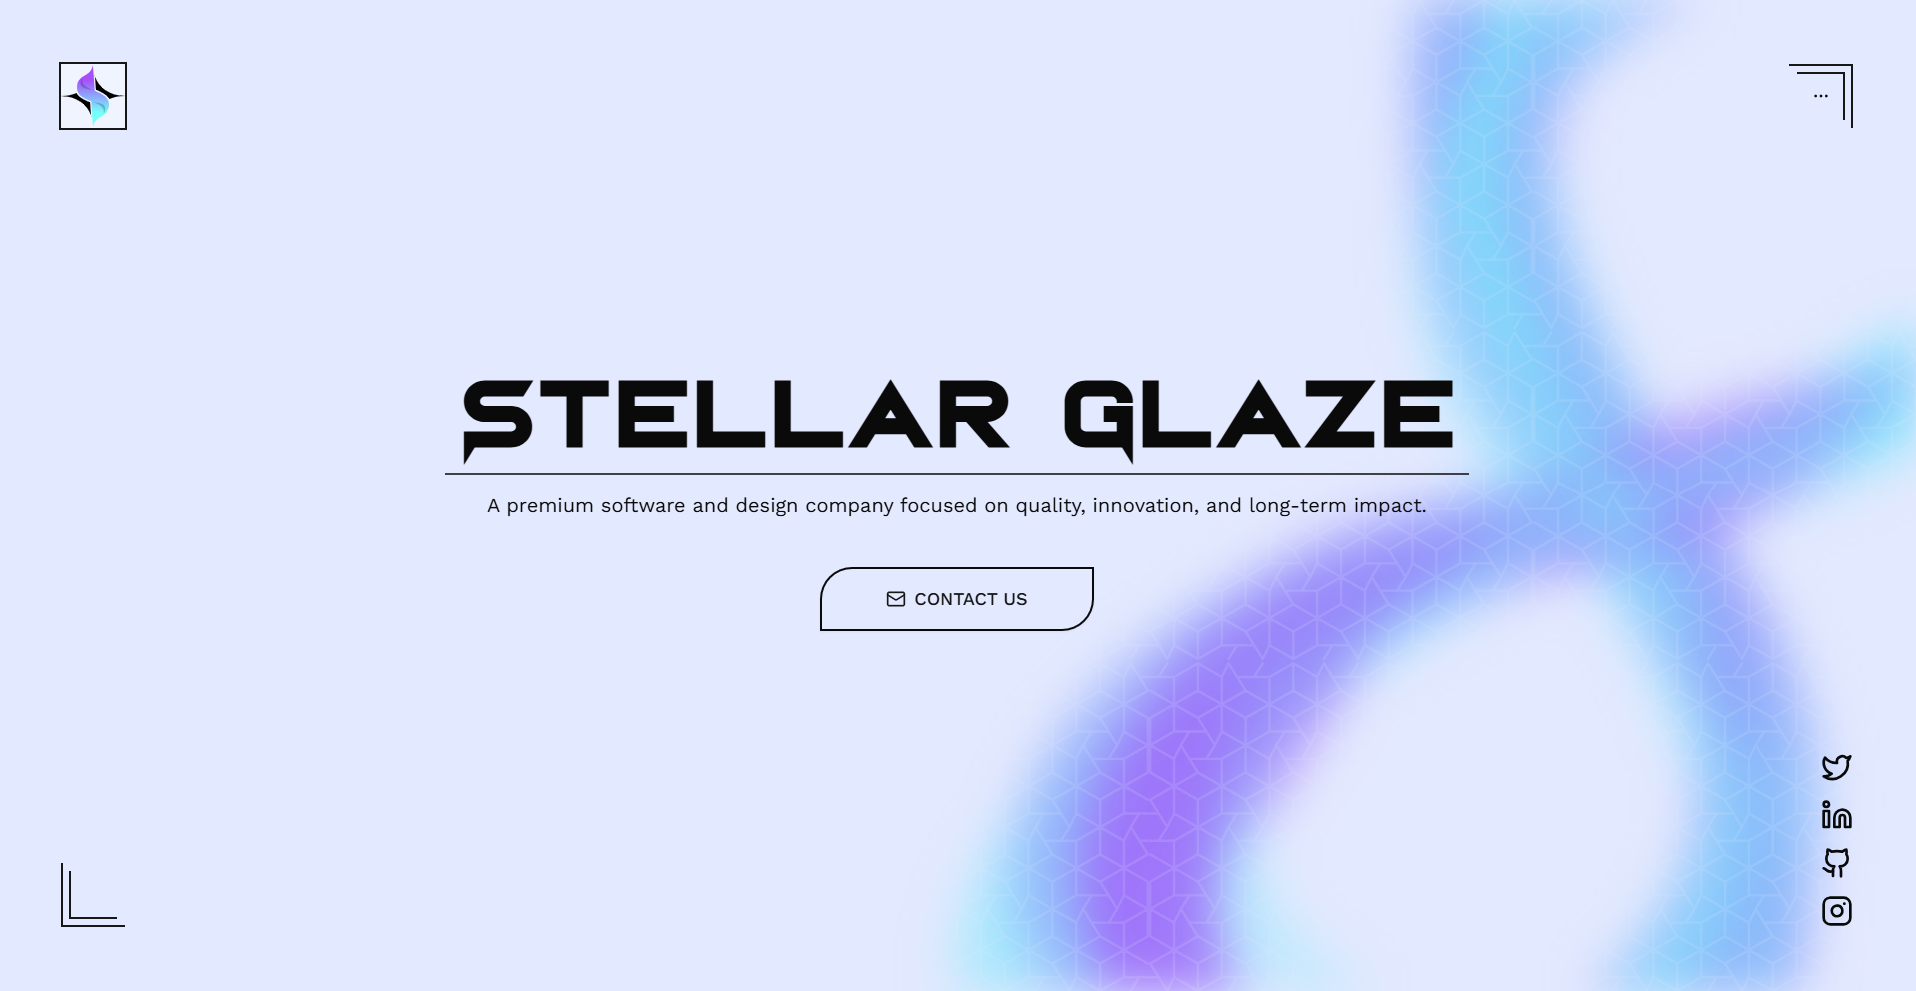 STELLAR GLAZE
A premium software and design company focused on quality, innovation, and long-term impact.
CONTACT US